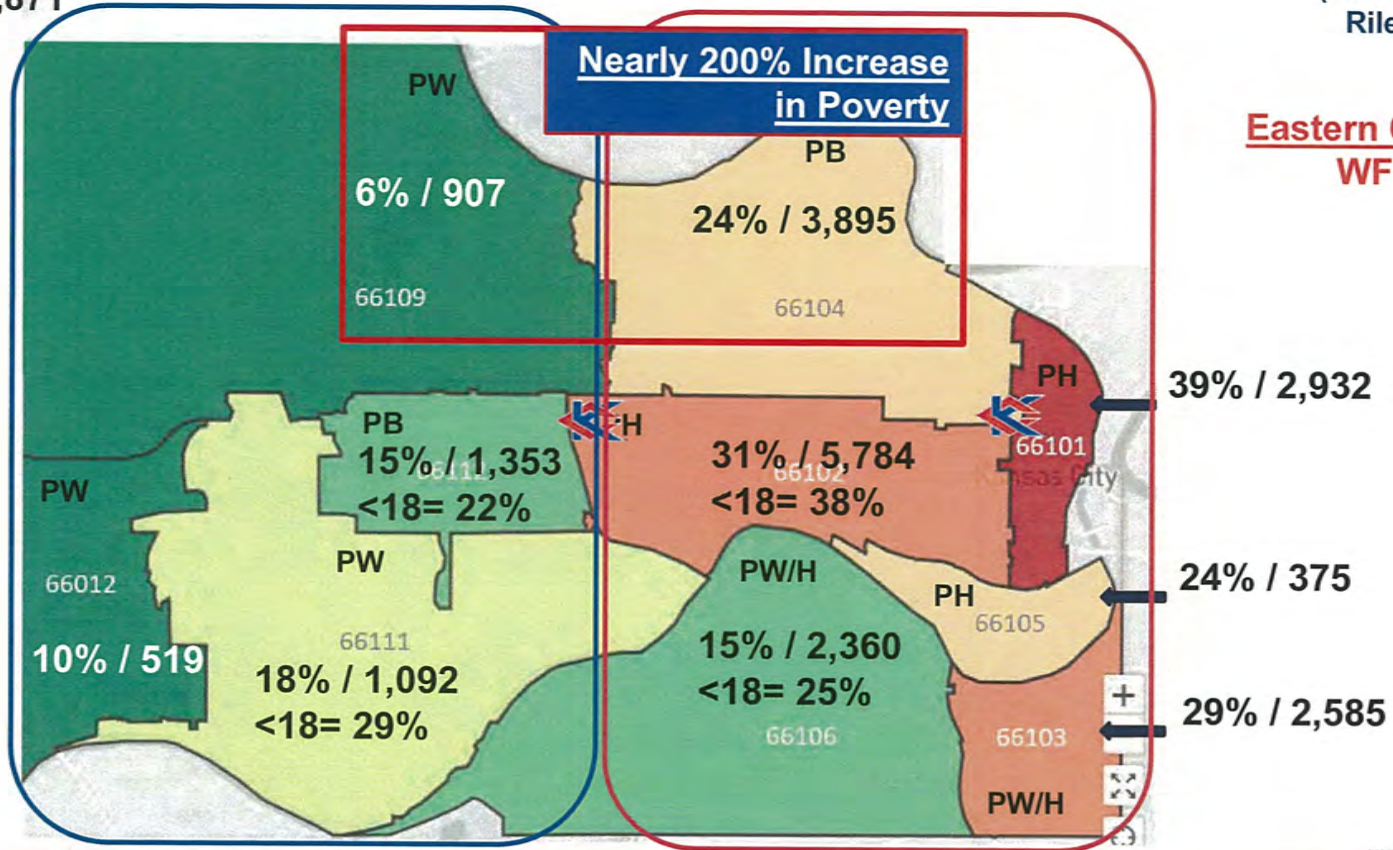 ,871
Rile
Nearly 200% Increase
in Poverty
Eastern
WF
PW
PB
6% / 907
24% / 3,895
66109
66104
PH
39% / 2,932
66101
PB
H
15% / 1,353
<18= 22%
31% / 5,784
66102
<18= 38%
City
PW
66012
10% / 519
PW
66111
18% / 1,092
<18= 29%
PW/H
15% / 2,360
<18= 25%
66106
PH
66105
24% / 375
+
29% / 2,585
66103
PW/H